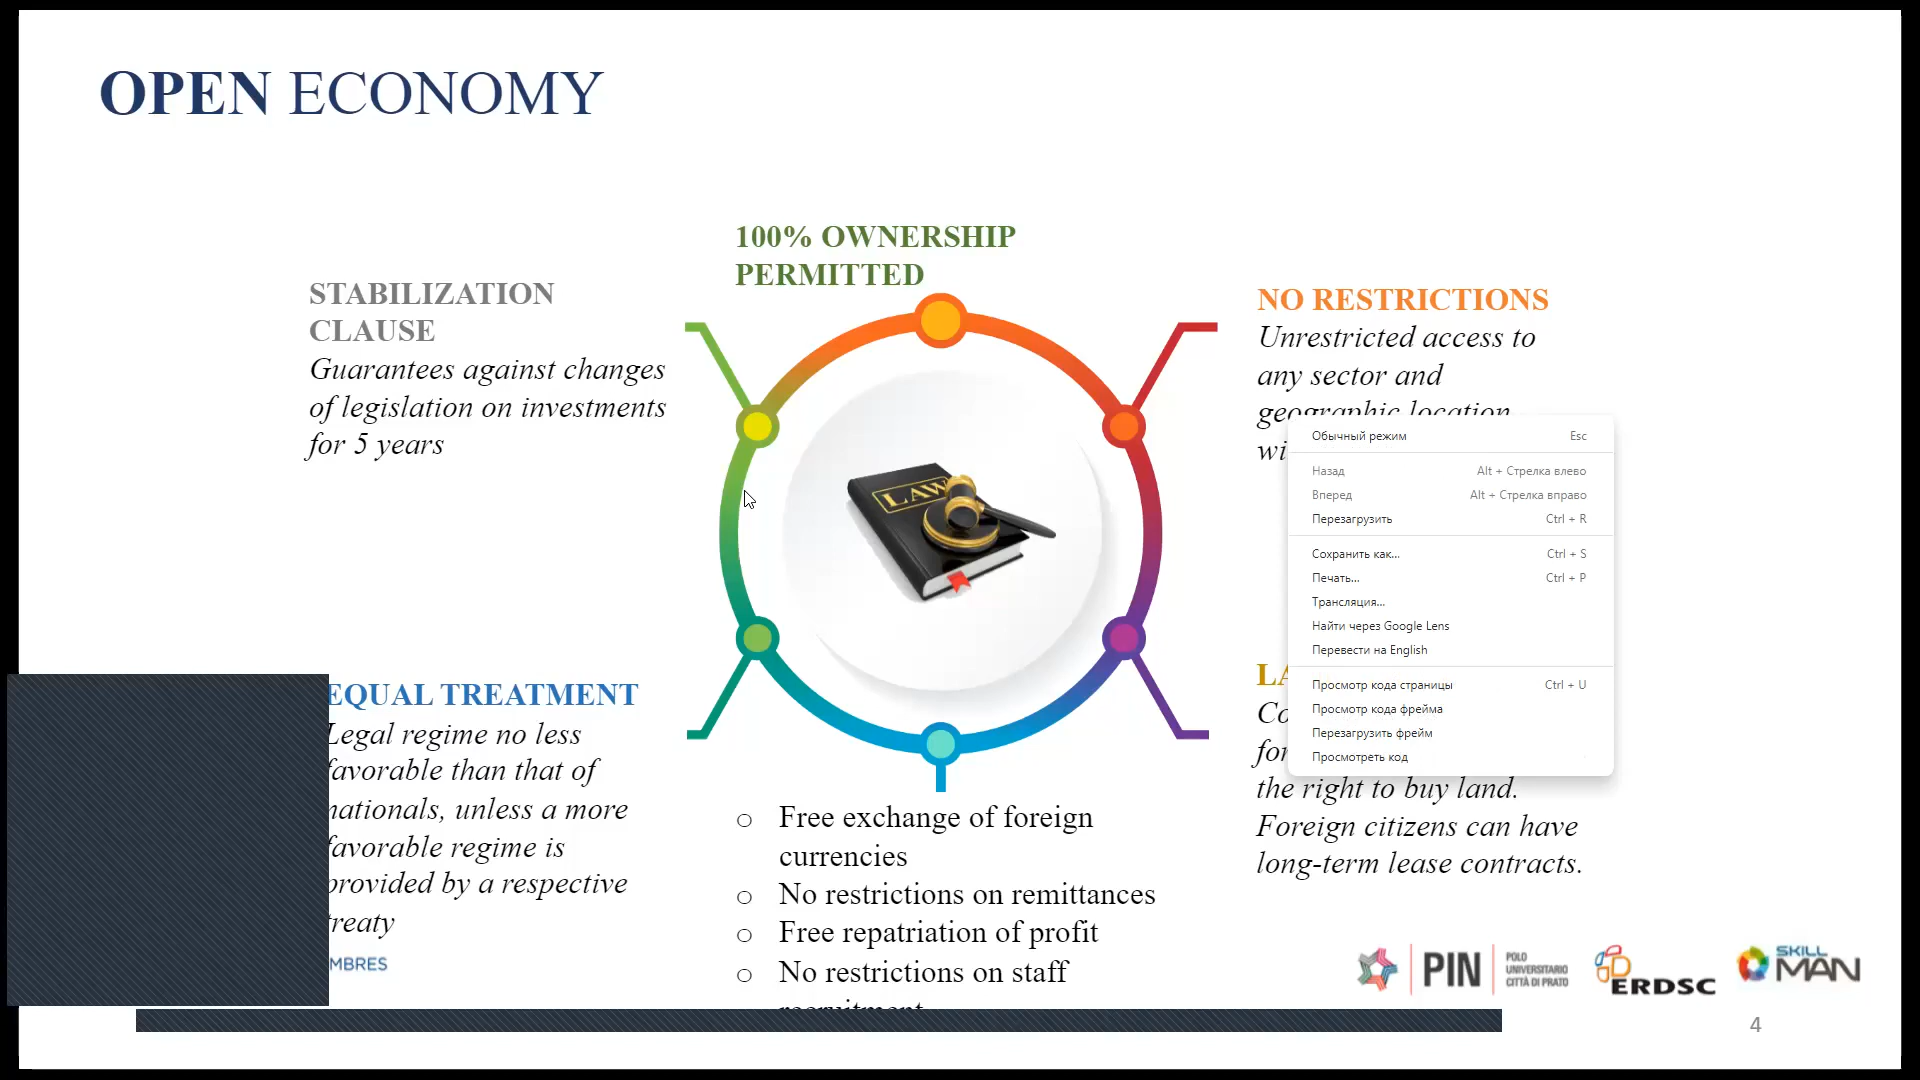 OPEN ECONOMY
100% OWNERSHIP
PERMITTED
STABILIZATION
CLAUSE
Guarantees against changes
of legislation on investments
for 5 years
NO RESTRICTIONS
Unrestricted access to
any sector and
geographic location
LAW
Обычный режим Esc
Назад Alt + Стрелка влево
Вперед Alt + Стрелка вправо
Перезагрузить Ctrl + R
Сохранить как... Ctrl + S
Печать... Ctrl + P
Трансляция...
Найти через Google Lens
Перевести на English
Просмотр кода страницы Ctrl + U
Просмотр кода фрейма
Перезагрузить фрейм
Просмотреть код
EQUAL TREATMENT
Legal regime no less
favorable than that of
nationals, unless a more
favorable regime is
provided by a respective
treaty
the right to buy land.
Foreign citizens can have
long-term lease contracts.
o Free exchange of foreign
currencies
o No restrictions on remittances
o Free repatriation of profit
o No restrictions on staff
recruitment
MBRES
PIN
POLO
UNIVERSITARIO
CITTÀ DI PRATO
ERDSC
SKILL
MAN
4